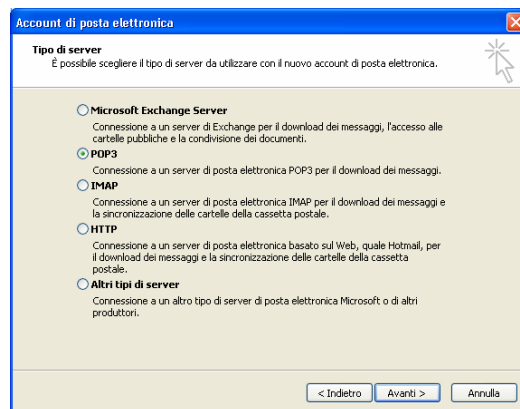 Account di posta elettronica
Tipo di server
È possibile scegliere il tipo di server da utilizzare con il nuovo account di posta elettronica.
Microsoft Exchange Server
Connessione a un server di Exchange per il download dei messaggi, l'accesso alle
cartelle pubbliche e la condivisione dei documenti.
POP3
Connessione a un server di posta elettronica POP3 per il download dei messaggi.
IMAP
Connessione a un server di posta elettronica IMAP per il download dei messaggi e
la sincronizzazione delle cartelle della cassetta postale.
HTTP
Connessione a un server di posta elettronica basato sul Web, quale Hotmail, per
il download dei messaggi e la sincronizzazione delle cartelle della cassetta
postale.
Altri tipi di server
Connessione a un altro tipo di server di posta elettronica Microsoft o di altri
produttori.
< Indietro Avanti > Annulla